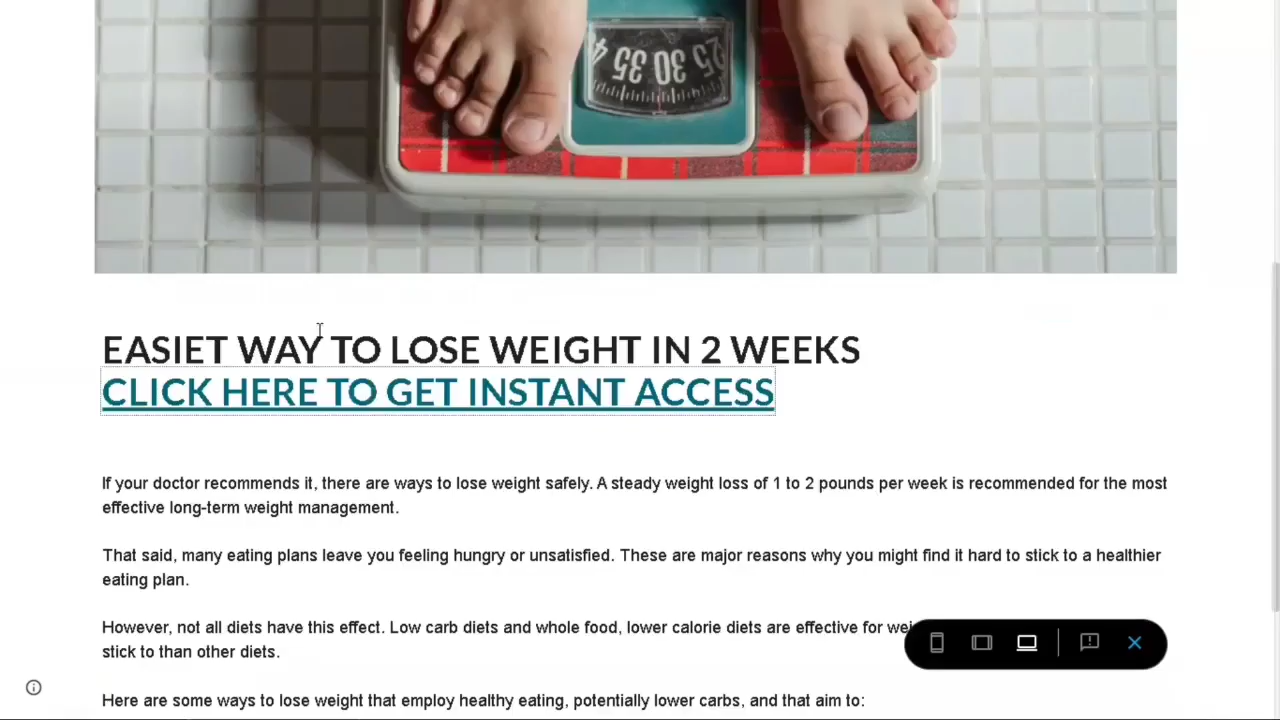 25 30 35 4
EASIET WAY TO LOSE WEIGHT IN 2 WEEKS
CLICK HERE TO GET INSTANT ACCESS
If your doctor recommends it, there are ways to lose weight safely. A steady weight loss of 1 to 2 pounds per week is recommended for the most
effective long-term weight management.
That said, many eating plans leave you feeling hungry or unsatisfied. These are major reasons why you might find it hard to stick to a healthier
eating plan.
However, not all diets have this effect. Low carb diets and whole food, lower calorie diets are effective for
stick to than other diets.
Here are some ways to lose weight that employ healthy eating, potentially lower carbs, and that aim to: